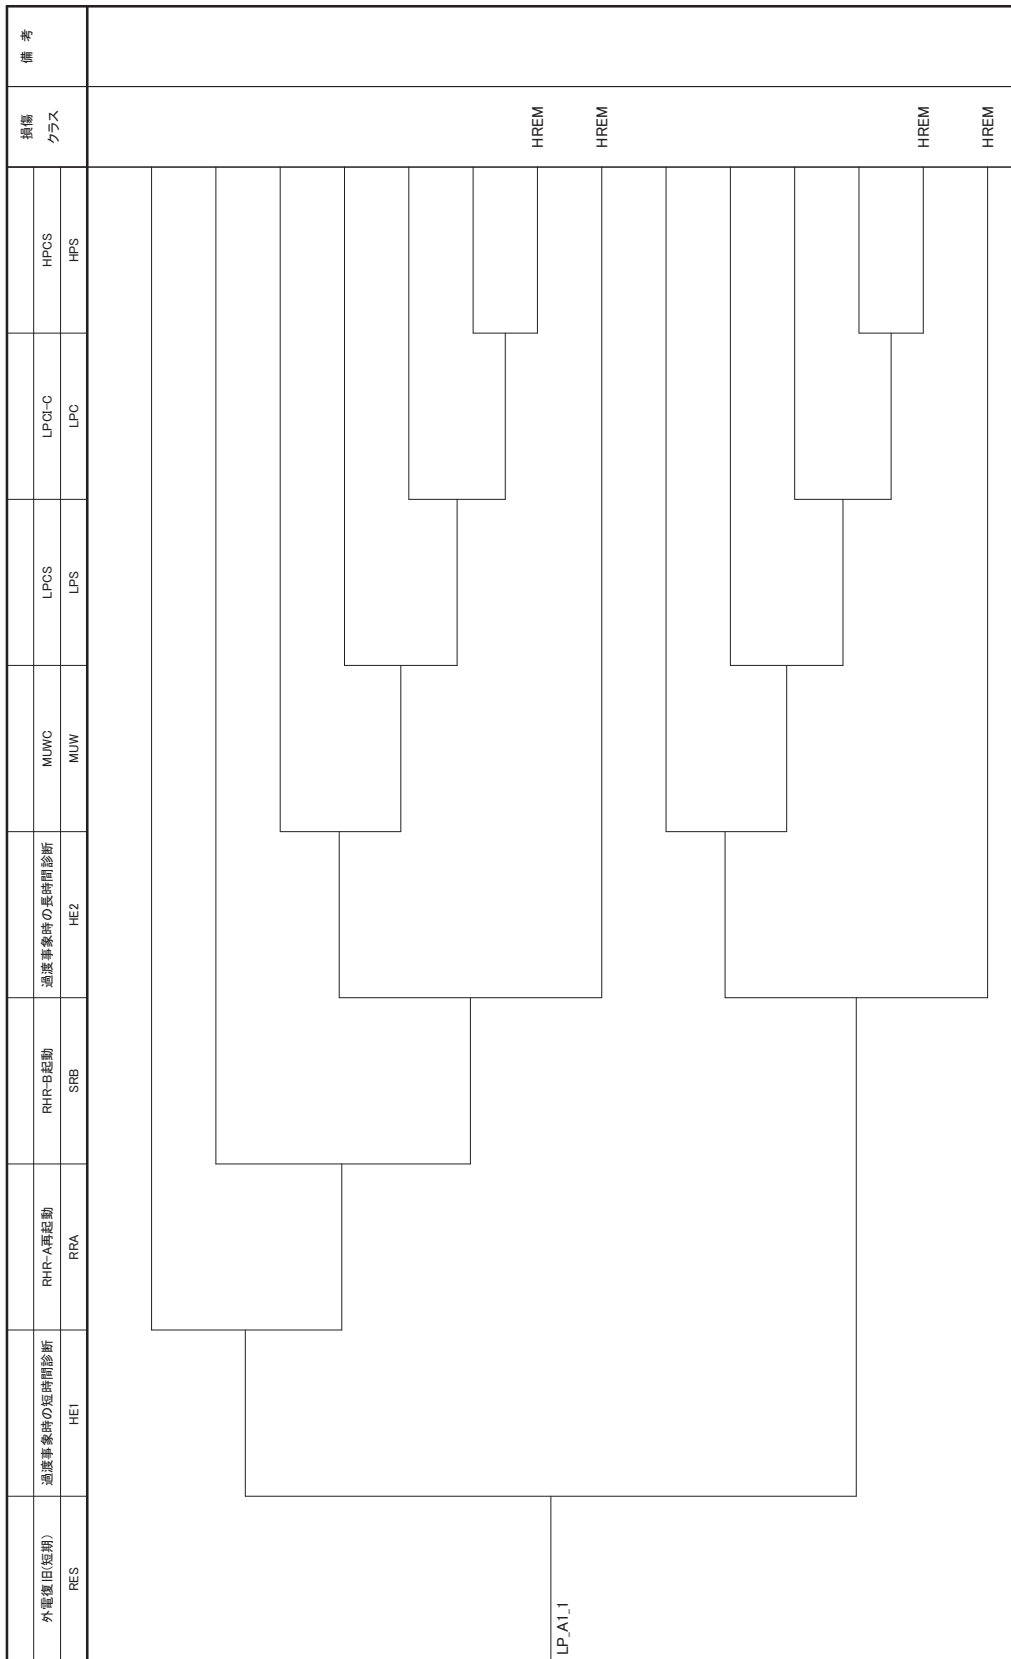 外電復旧(短期)
RES
過渡事象時の短時間診断
HE1
RHR-A再起動
RRA
RHR-B起動
SRB
過渡事象時の長時間診断
HE2
MUWC
MUW
LPCS
LPS
LPCI-C
LPC
HPCS
HPS
損傷
クラス
備 考
HREM
HREM
LP_A1_1
HREM
HREM